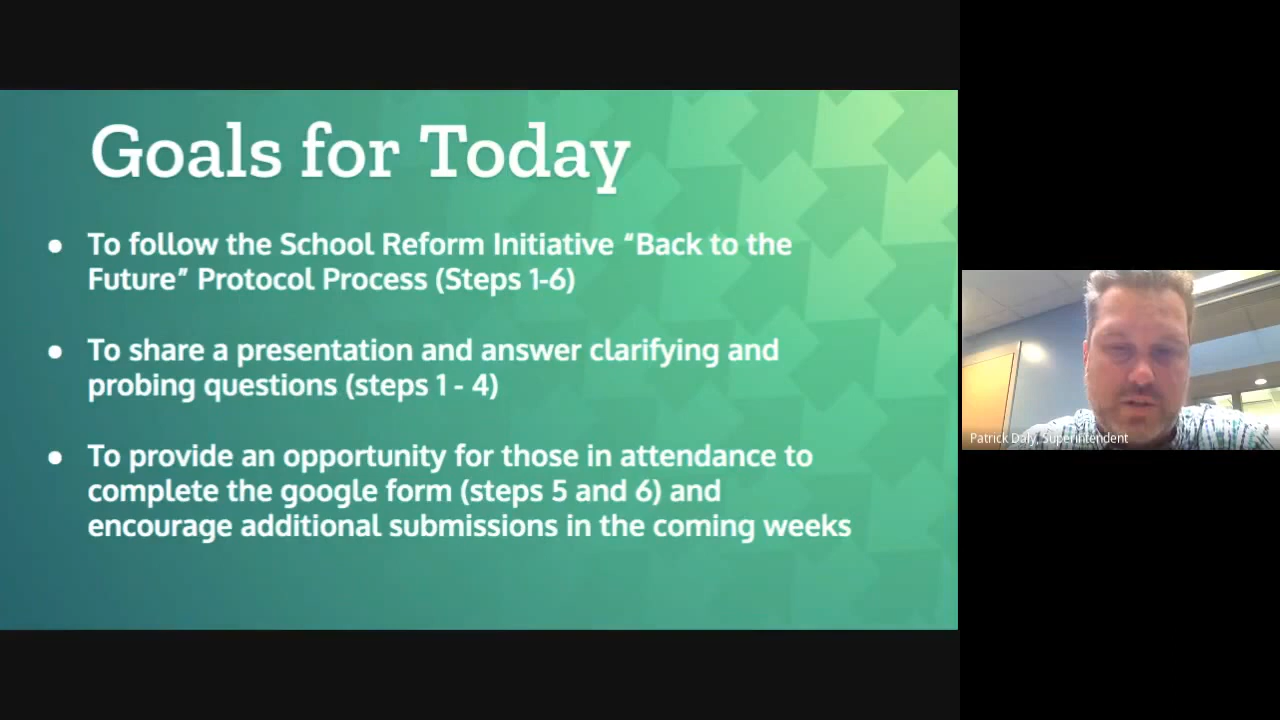 Goals for Today
● To follow the School Reform Initiative “Back to the
Future” Protocol Process (Steps 1-6)
● To share a presentation and answer clarifying and
probing questions (steps 1 - 4)
● To provide an opportunity for those in attendance to
complete the google form (steps 5 and 6) and
encourage additional submissions in the coming weeks
Patrick Daly, Superintendent